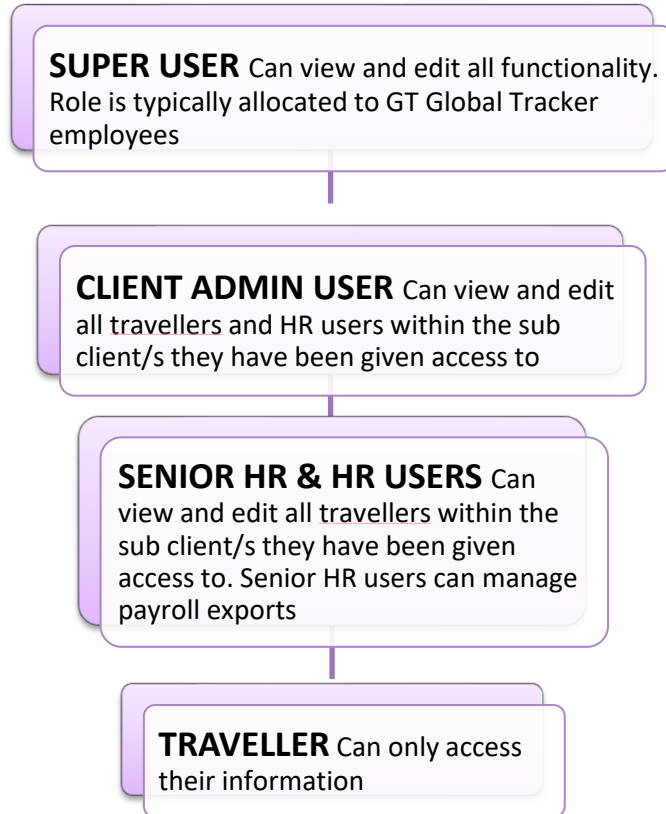 SUPER USER Can view and edit all functionality.
Role is typically allocated to GT Global Tracker
employees
CLIENT ADMIN USER Can view and edit
all travellers and HR users within the sub
client/s they have been given access to
SENIOR HR & HR USERS Can
view and edit all travellers within the
sub client/s they have been given
access to. Senior HR users can manage
payroll exports
TRAVELLER Can only access
their information